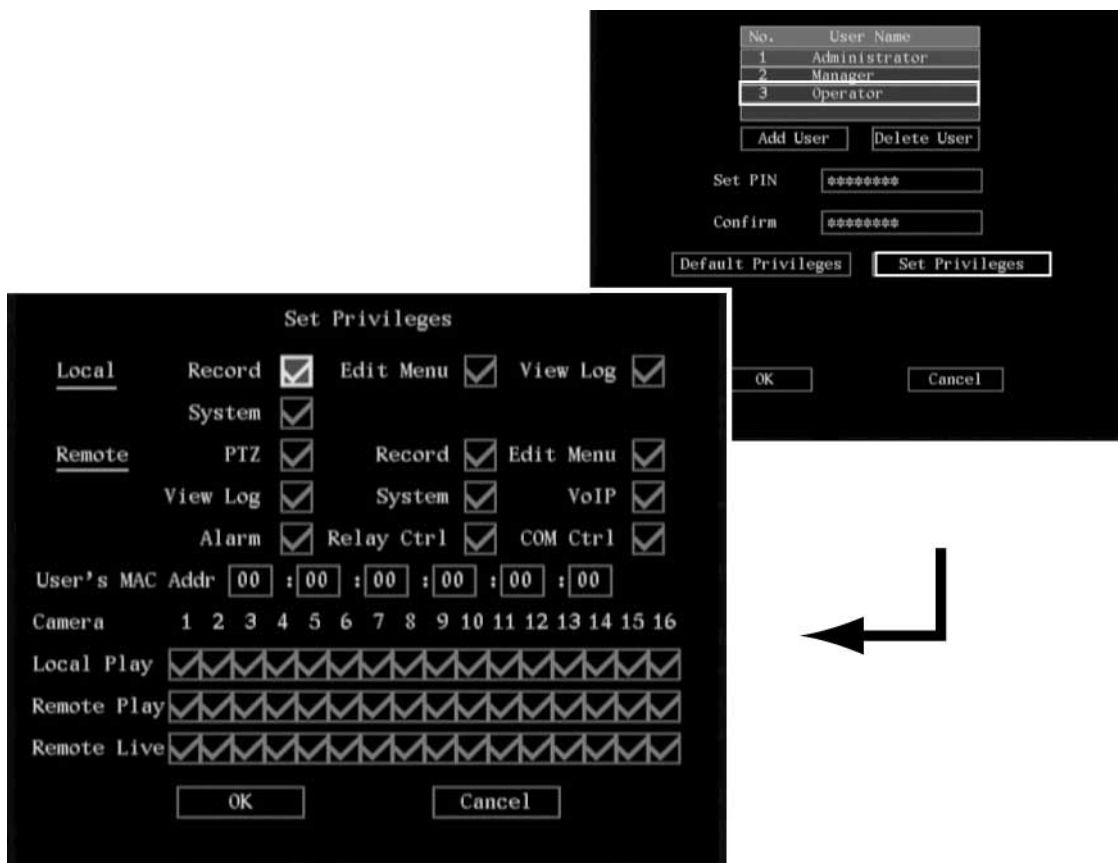 No. User Name
1 Administrator
2 Manager
3 Operator
Add User Delete User
Set PIN ********
Confirm ********
Default Privileges Set Privileges
OK Cancel
Set Privileges
Local Record Edit Menu View Log
System
Remote PTZ Record Edit Menu
View Log System VoIP
Alarm Relay Ctrl COM Ctrl
User's MAC Addr 00 : 00 : 00 : 00 : 00 : 00
Camera 1 2 3 4 5 6 7 8 9 10 11 12 13 14 15 16
Local Play
Remote Play
Remote Live
OK Cancel